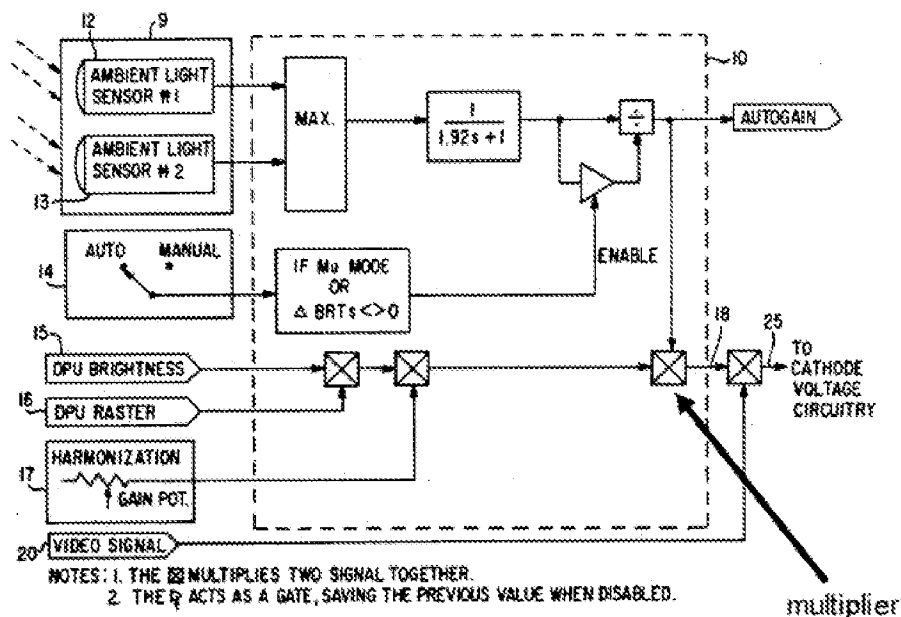 12
9
10
AMBIENT LIGHT
SENSOR #1
MAX.
1
1.92s+1
÷
AUTOGAIN
AMBIENT LIGHT
SENSOR #2
13
AUTO
MANUAL
14
IF Ma MODE
OR
△ BRTs <> 0
ENABLE
15
DPU BRIGHTNESS
16
DPU RASTER
18
25
TO
CATHODE
VOLTAGE
CIRCUITRY
17
HARMONIZATION
GAIN POT.
20
VIDEO SIGNAL
NOTES: 1. THE ⊠ MULTIPLIES TWO SIGNAL TOGETHER.
2. THE ACTS AS A GATE, SAVING THE PREVIOUS VALUE WHEN DISABLED.
multiplier